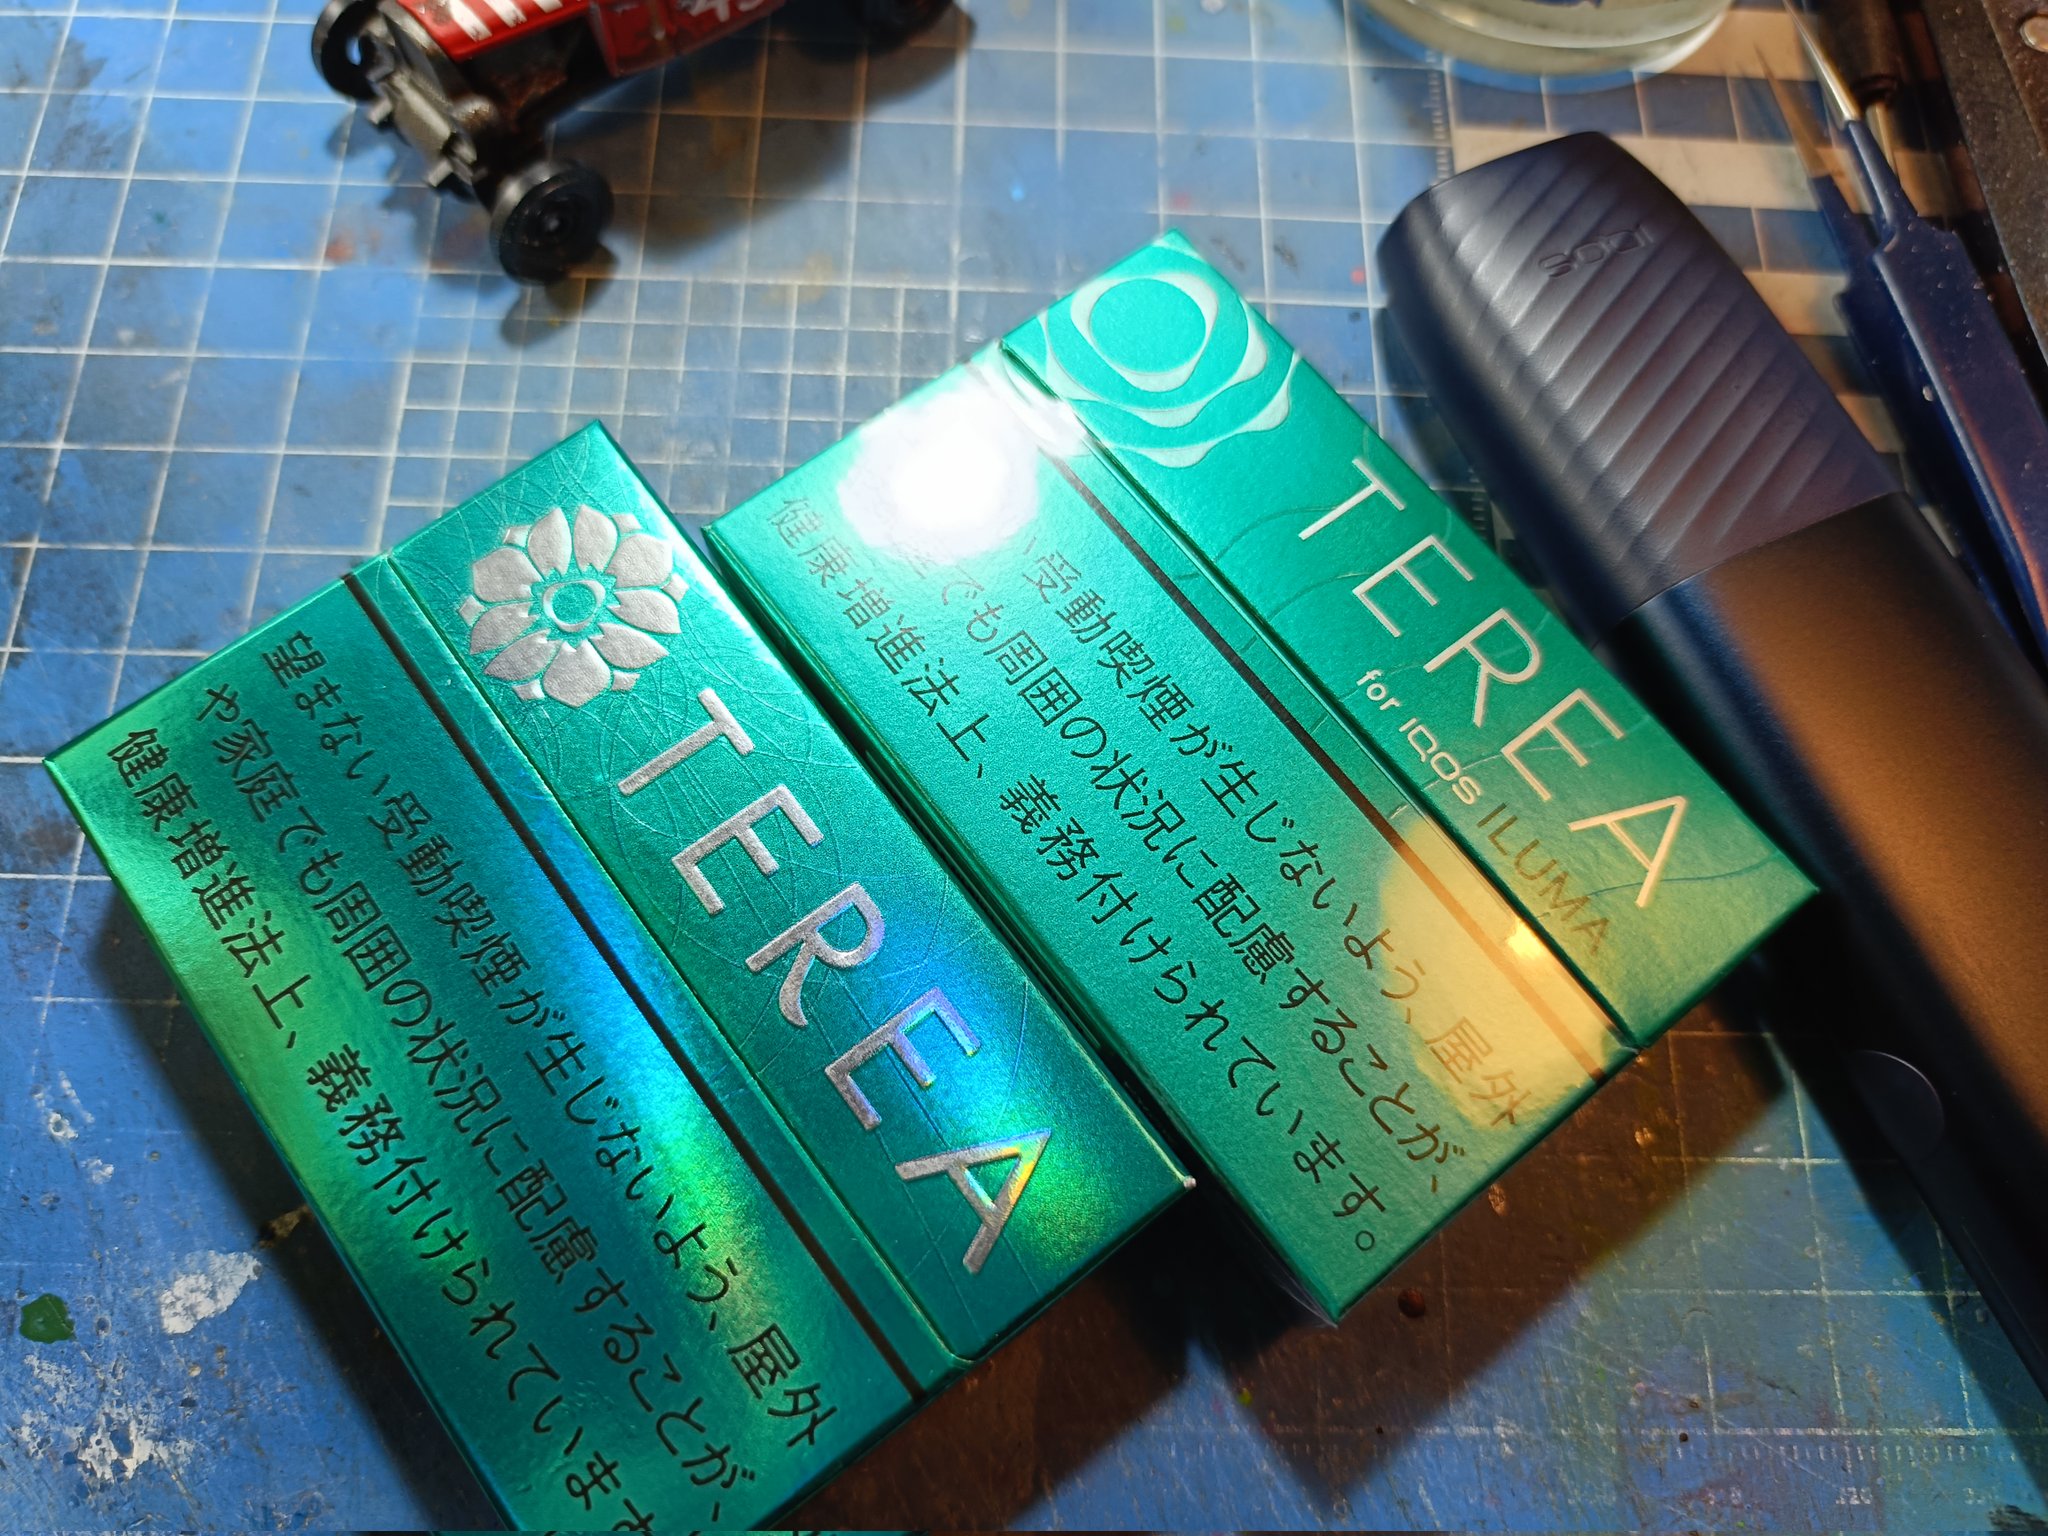 TEREA
望まない受動喫煙が生じないよう、屋外
や家庭でも周囲の状況に配慮することが、
健康増進法上、義務付けられています
TEREA
for IQOS ILUMA
、受動喫煙が生じないよう、屋外
庭でも周囲の状況に配慮することが、
健康増進法上、義務付けられています。
IQOS